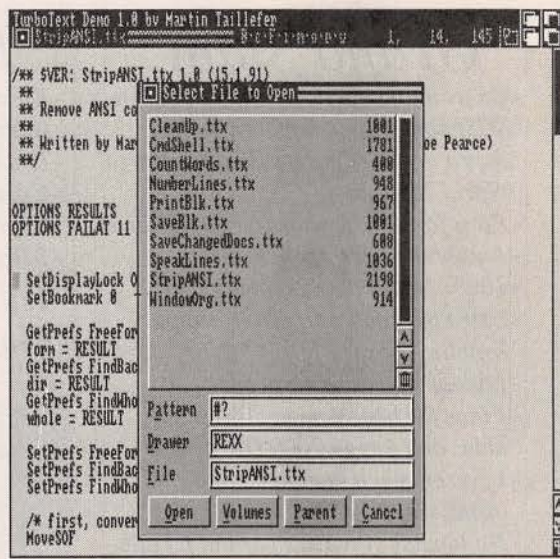 TurboText Demo 1.0 by Martin Taillefer
StripANSI.ttx 1, 14, 145
/** $VER: StripANSI.ttx 1.0 (15.1.91)
**
** Remove ANSI co
**
** Written by Mar oe Pearce)
**/
OPTIONS RESULTS
OPTIONS FAILAT 11
SetDisplayLock O
SetBookmark 0
GetPrefs FreeFor
form = RESULT
GetPrefs FindBac
dir = RESULT
GetPrefs FindWho
whole = RESULT
SetPrefs FreeFor
SetPrefs FindBac
SetPrefs FindWho
/* first, conver
MoveSOF
Select File to Open
CleanUp.ttx 1001
CmdShell.ttx 1781
CountWords.ttx 400
NumberLines.ttx 948
PrintBlk.ttx 967
SaveBlk.ttx 1001
SaveChangedDocs.ttx 608
SpeakLines.ttx 1036
StripANSI.ttx 2198
WindowOrg.ttx 914
Pattern #?
Drawer REXX
File StripANSI.ttx
Open Volumes Parent Cancel